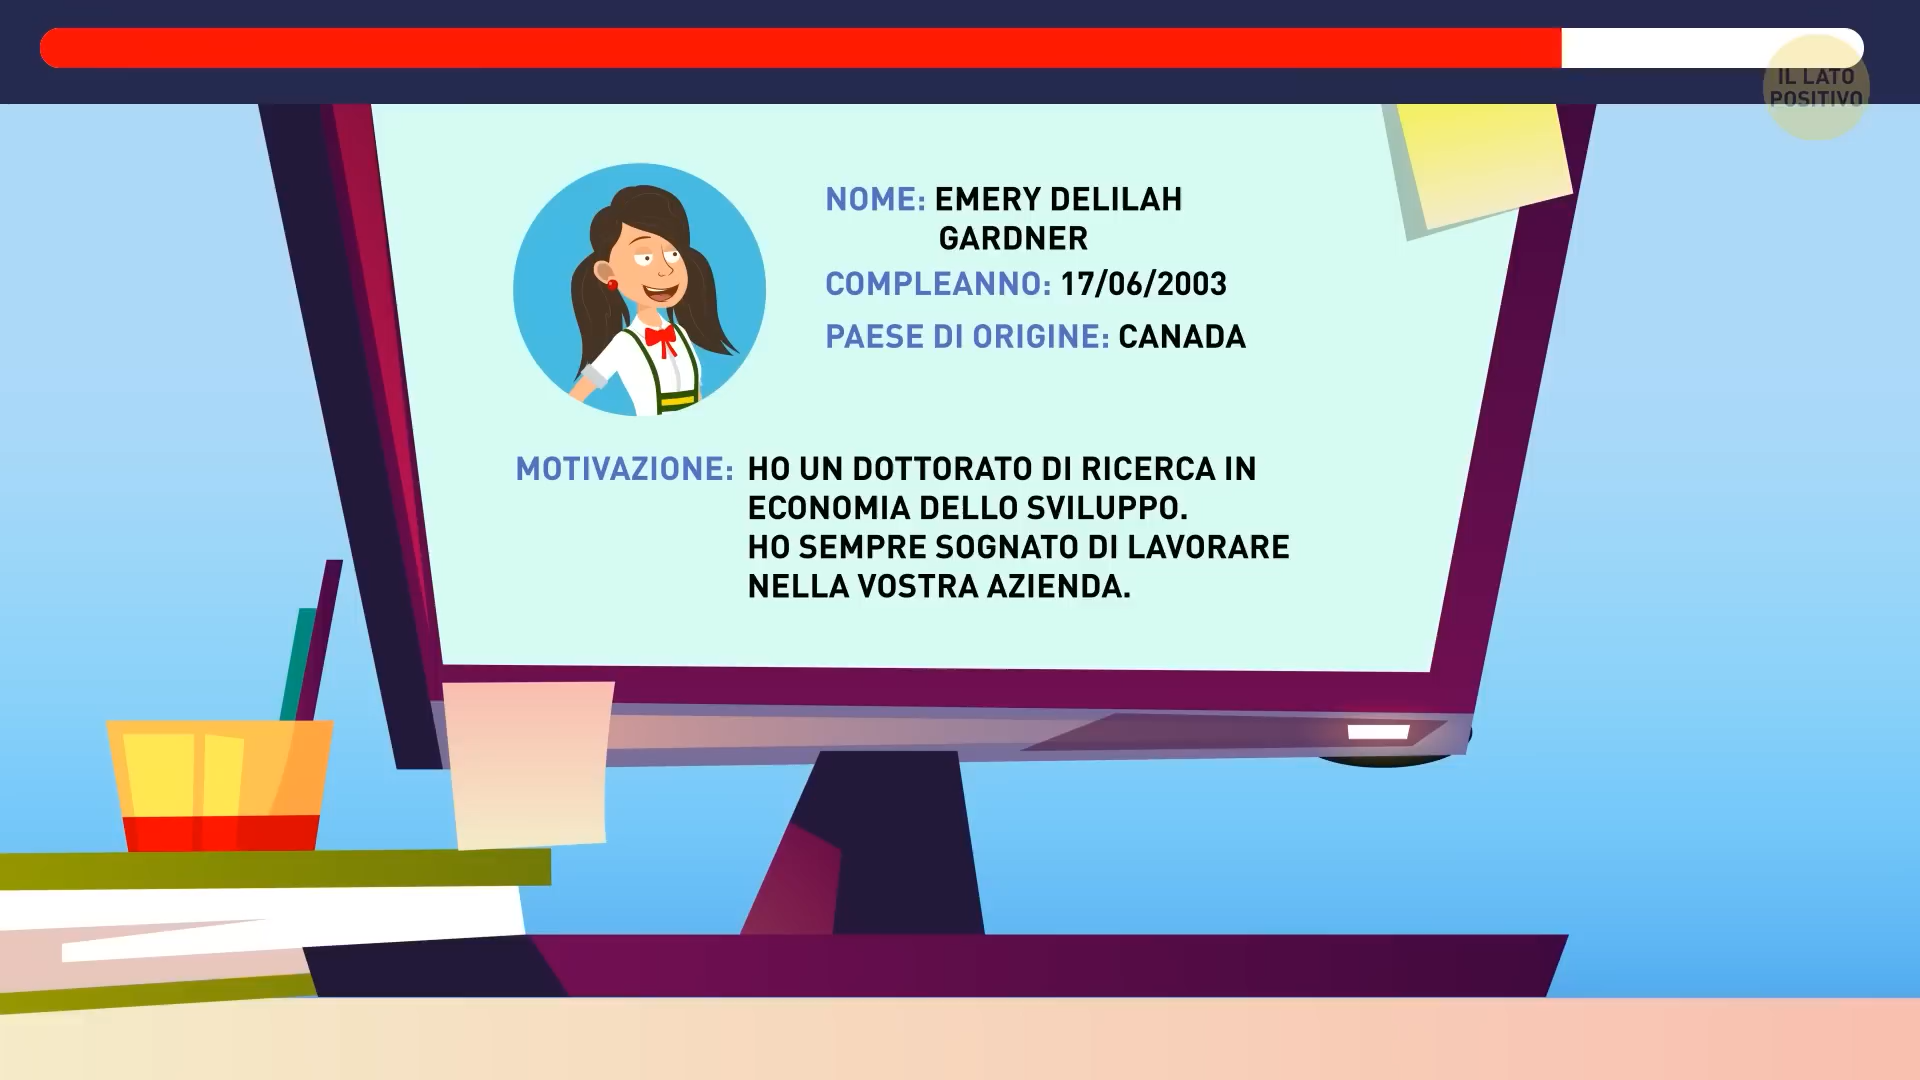 IL LATO
POSITIVO
NOME: EMERY DELILAH
GARDNER
COMPLEANNO: 17/06/2003
PAESE DI ORIGINE: CANADA
MOTIVAZIONE: HO UN DOTTORATO DI RICERCA IN
ECONOMIA DELLO SVILUPPO.
HO SEMPRE SOGNATO DI LAVORARE
NELLA VOSTRA AZIENDA.